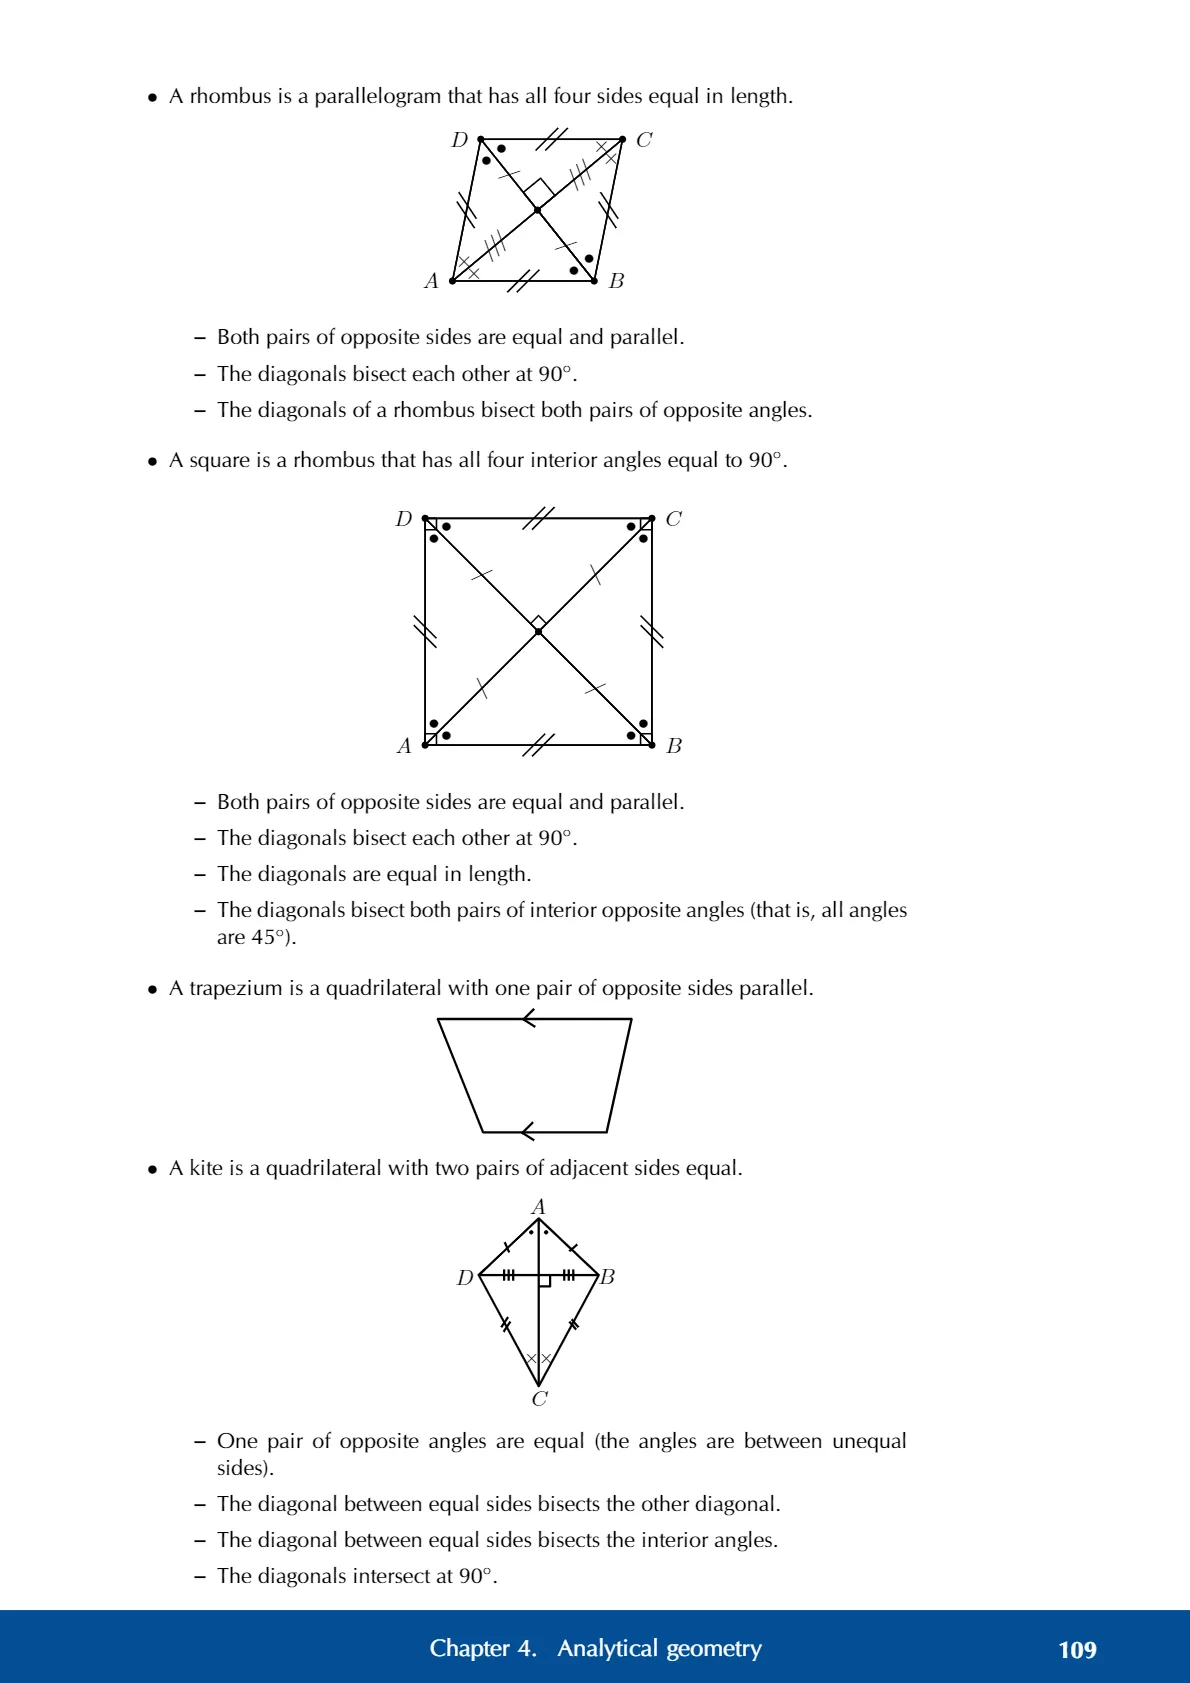 • A rhombus is a parallelogram that has all four sides equal in length.
D
C
A
B
– Both pairs of opposite sides are equal and parallel.
– The diagonals bisect each other at 90°.
– The diagonals of a rhombus bisect both pairs of opposite angles.
• A square is a rhombus that has all four interior angles equal to 90°.
D
C
A
B
– Both pairs of opposite sides are equal and parallel.
– The diagonals bisect each other at 90°.
– The diagonals are equal in length.
– The diagonals bisect both pairs of interior opposite angles (that is, all angles
are 45°).
• A trapezium is a quadrilateral with one pair of opposite sides parallel.
• A kite is a quadrilateral with two pairs of adjacent sides equal.
A
D
B
C
– One pair of opposite angles are equal (the angles are between unequal
sides).
– The diagonal between equal sides bisects the other diagonal.
– The diagonal between equal sides bisects the interior angles.
– The diagonals intersect at 90°.
Chapter 4. Analytical geometry 109